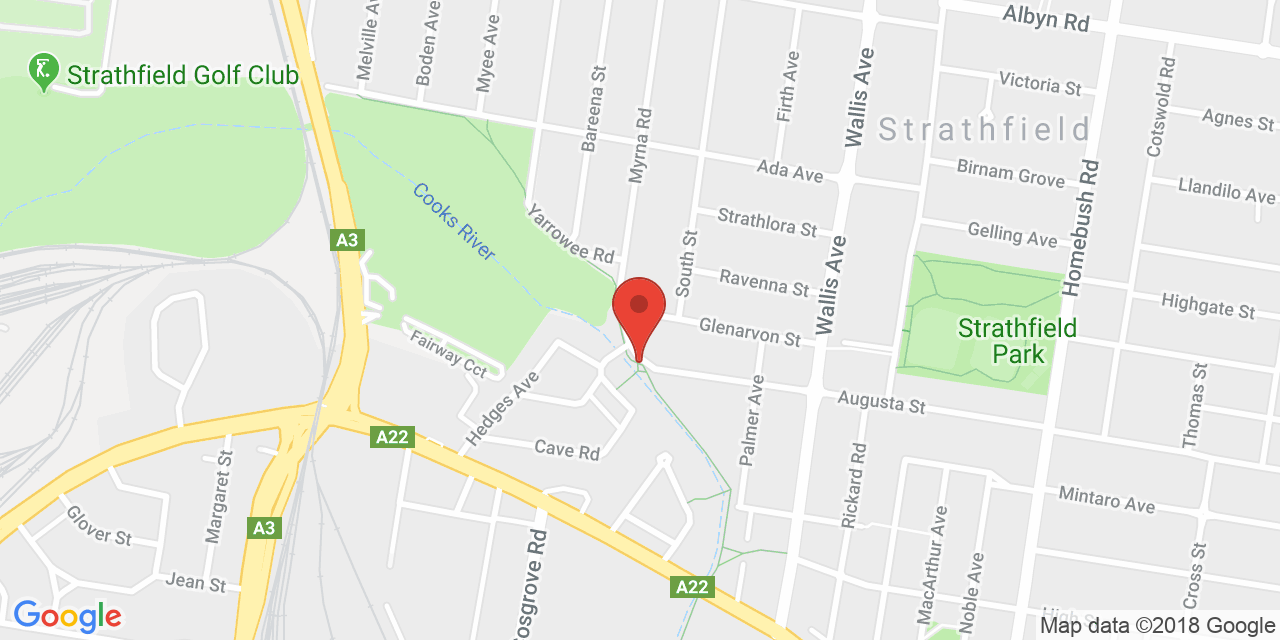 Albyn Rd
Melville Ave
Boden Ave
Myee Ave
Strathfield Golf Club
Bareena St
Firth Ave
Wallis Ave
Victoria St
Cotswold Rd
Agnes St
Strathfield
Myrna Rd
Ada Ave
Birnam Grove
Llandilo Ave
Homebush Rd
Cooks River
Yarrowee Rd
Strathlora St
Gelling Ave
A3
South St
Ravenna St
Wallis Ave
Highgate St
Glenarvon St
Strathfield
Park
Fairway Cct
Hedges Ave
Palmer Ave
Augusta St
Thomas St
A22
Cave Rd
Margaret St
Rickard Rd
Mintaro Ave
Glover St
A3
MacArthur Ave
Noble Ave
Cross St
Jean St
A22
High St
Google
Map data ©2018 Google